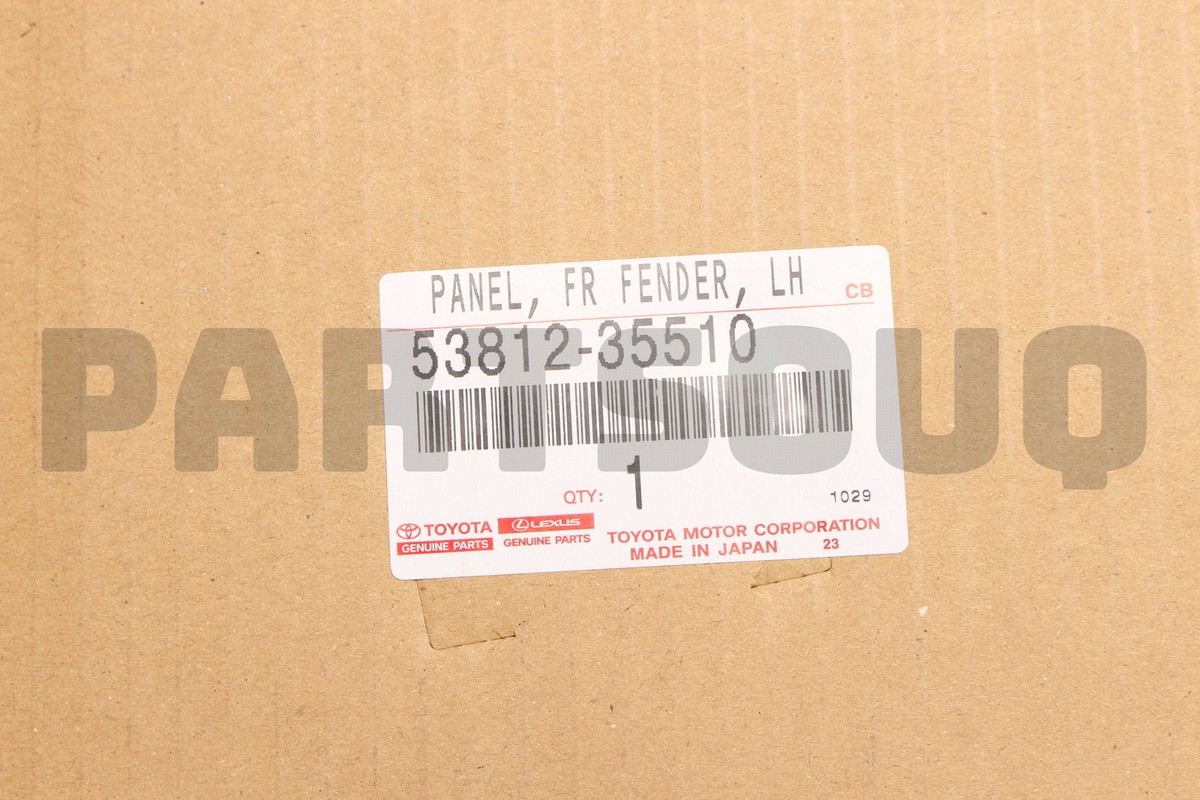 PANEL, FR FENDER, LH
CB
53812-35510
PARTSOUQ
QTY: 1
1029
TOYOTA
GENUINE PARTS
LEXUS
GENUINE PARTS
TOYOTA MOTOR CORPORATION
MADE IN JAPAN 23